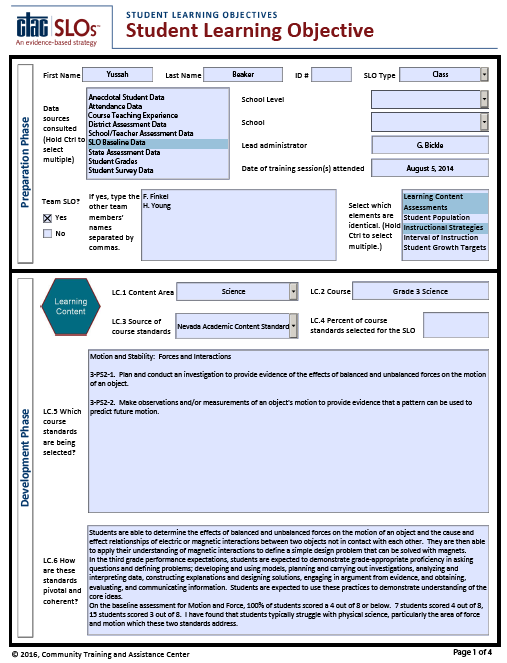 ctac SLOs™
An evidence-based strategy
STUDENT LEARNING OBJECTIVES
Student Learning Objective
Preparation Phase
First Name Yussah Last Name Beaker ID # SLO Type Class
Data
sources
consulted
(Hold Ctrl to
select
multiple)
Anecdotal Student Data
Attendance Data
Course Teaching Experience
District Assessment Data
School/Teacher Assessment Data
SLO Baseline Data
State Assessment Data
Student Grades
Student Survey Data
School Level
School
Lead administrator G. Bickle
Date of training session(s) attended August 5, 2014
Team SLO?
Yes
No
If yes, type the
other team
members'
names
separated by
commas.
F. Finkel
H. Young
Select which
elements are
identical. (Hold
Ctrl to select
multiple.)
Learning Content
Assessments
Student Population
Instructional Strategies
Interval of Instruction
Student Growth Targets
Development Phase
Learning
Content
LC.1 Content Area Science LC.2 Course Grade 3 Science
LC.3 Source of
course standards
Nevada Academic Content Standard
LC.4 Percent of course
standards selected for the SLO
LC.5 Which
course
standards
are being
selected?
Motion and Stability: Forces and Interactions
3-PS2-1. Plan and conduct an investigation to provide evidence of the effects of balanced and unbalanced forces on the motion
of an object.
3-PS2-2. Make observations and/or measurements of an object's motion to provide evidence that a pattern can be used to
predict future motion.
LC.6 How
are these
standards
pivotal and
coherent?
Students are able to determine the effects of balanced and unbalanced forces on the motion of an object and the cause and
effect relationships of electric or magnetic interactions between two objects not in contact with each other. They are then able
to apply their understanding of magnetic interactions to define a simple design problem that can be solved with magnets.
In the third grade performance expectations, students are expected to demonstrate grade-appropriate proficiency in asking
questions and defining problems; developing and using models, planning and carrying out investigations, analyzing and
interpreting data, constructing explanations and designing solutions, engaging in argument from evidence, and obtaining,
evaluating, and communicating information. Students are expected to use these practices to demonstrate understanding of the
core ideas.
On the baseline assessment for Motion and Force, 100% of students scored a 4 out of 8 or below. 7 students scored 4 out of 8,
15 students scored 3 out of 8. I have found that students typically struggle with physical science, particularly the area of force
and motion which these two standards address.
© 2016, Community Training and Assistance Center
Page 1 of 4